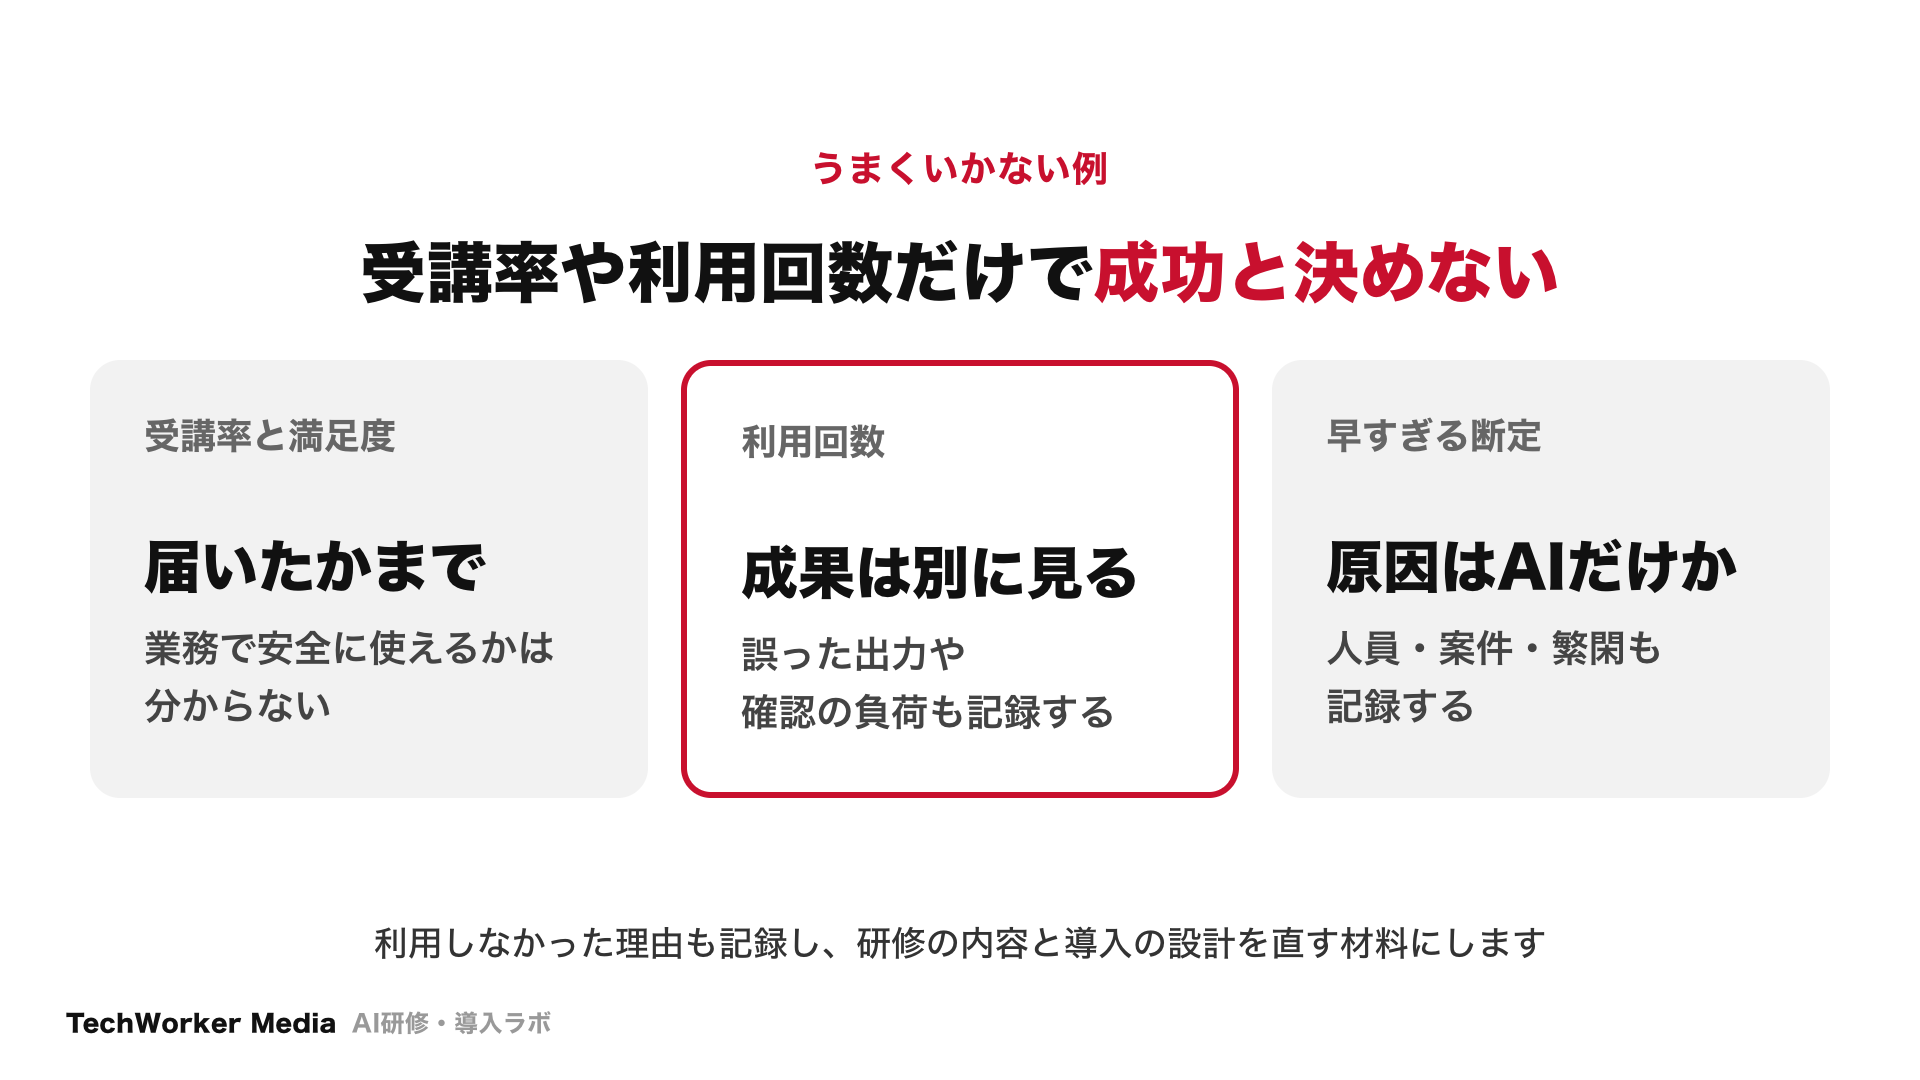 うまくいかない例
受講率や利用回数だけで成功と決めない
受講率と満足度
届いたかまで
業務で安全に使えるかは
分からない
利用回数
成果は別に見る
誤った出力や
確認の負荷も記録する
早すぎる断定
原因はAIだけか
人員・案件・繁閑も
記録する
利用しなかった理由も記録し、研修の内容と導入の設計を直す材料にします
TechWorker Media AI研修・導入ラボ